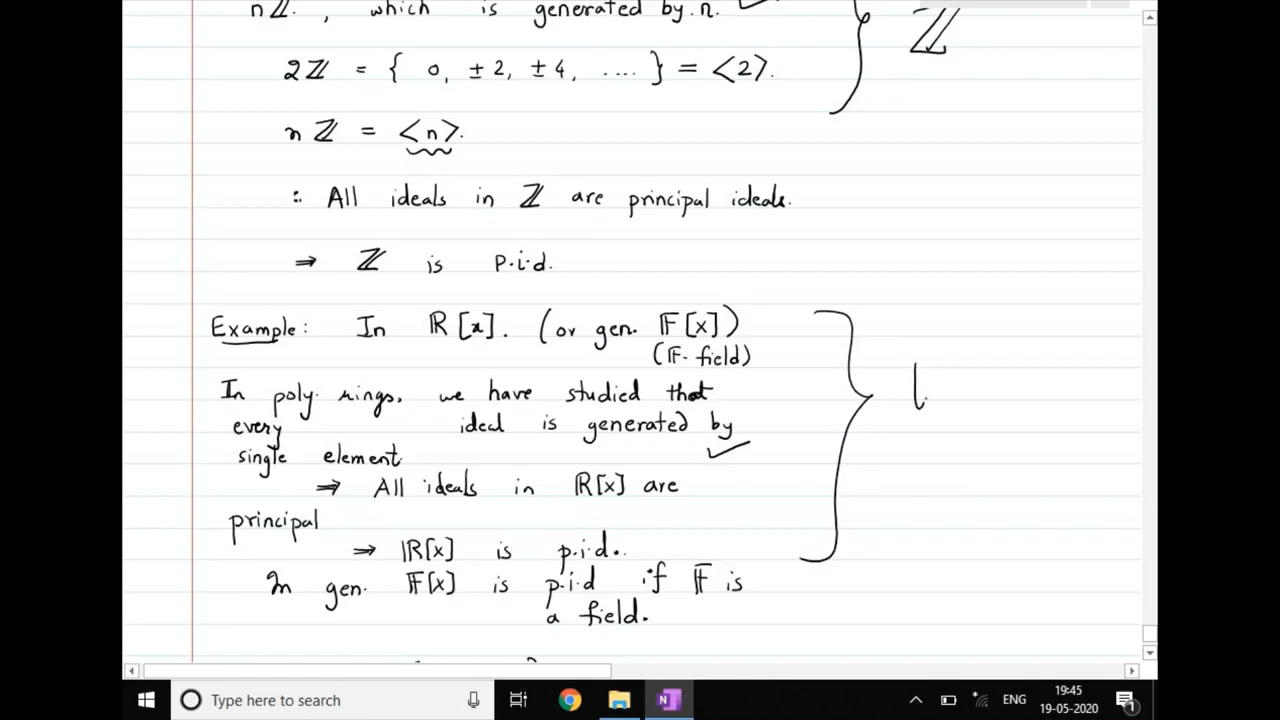 nℤ. , which is generated by n.
ℤ
2ℤ = { 0, ±2, ±4, .... } = <2>.
nℤ = <n>.
: All ideals in ℤ are principal ideals.
⇒ ℤ is p.i.d.
Example: In ℝ[x]. (or gen. 𝔽[x])
(𝔽- field)
In poly. rings, we have studied that
every ideal is generated by
single element.
⇒ All ideals in ℝ[x] are
principal
⇒ ℝ[x] is p.i.d..
In gen. 𝔽[x] is p.i.d if 𝔽 is
a field.
Type here to search
ENG
19:45
19-05-2020
1